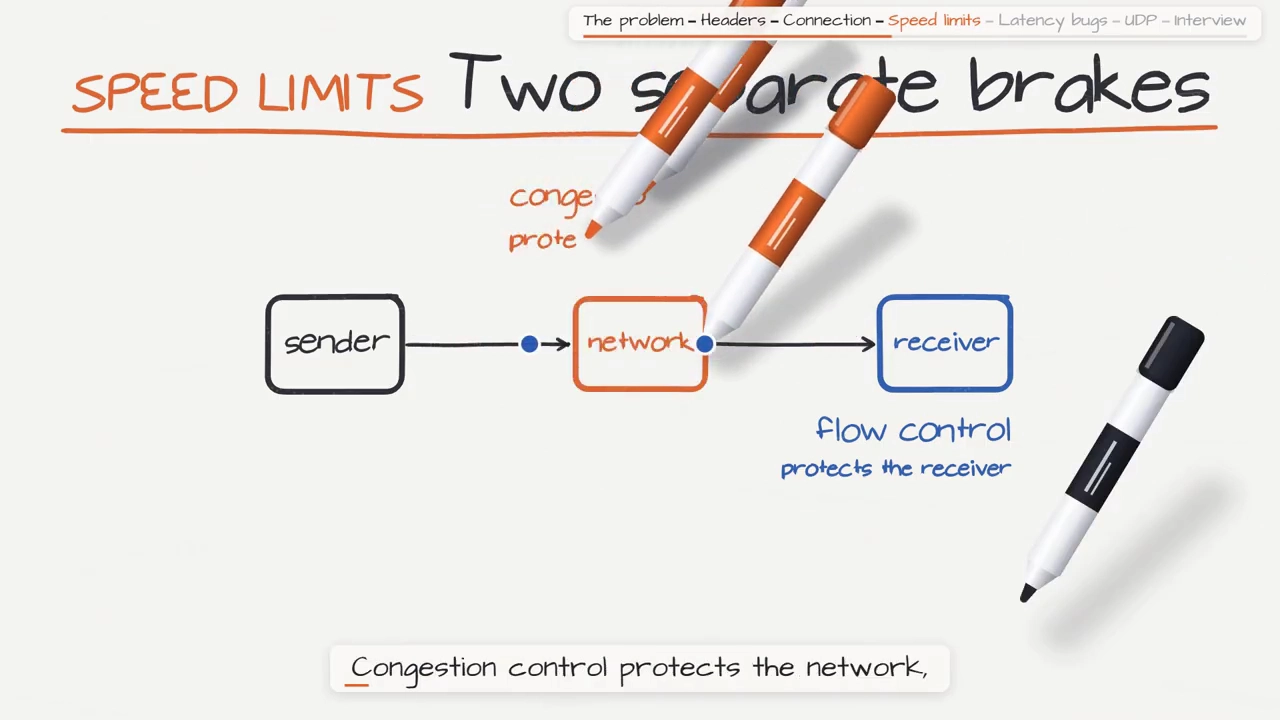 The problem – Headers – Connection – Speed limits – Latency bugs – UDP – Interview
SPEED LIMITS Two separate brakes
conge
prote
sender
network
receiver
flow control
protects the receiver
Congestion control protects the network,